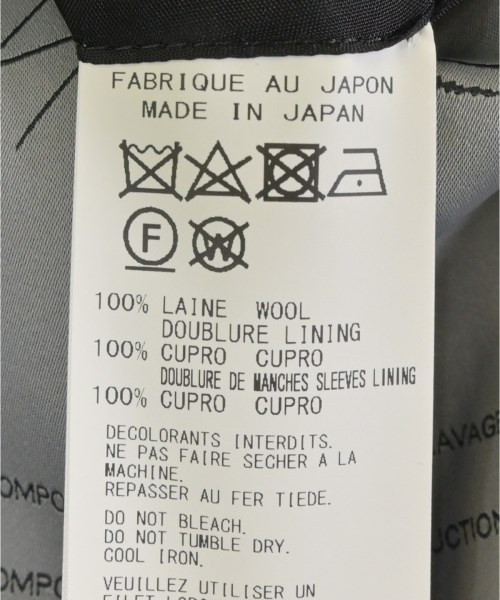 FABRIQUE AU JAPON
MADE IN JAPAN
F
W
100% LAINE WOOL
DOUBLURE LINING
100% CUPRO CUPRO
DOUBLURE DE MANCHES SLEEVES LINING
100% CUPRO CUPRO
DECOLORANTS INTERDITS.
NE PAS FAIRE SECHER A LA
MACHINE.
REPASSER AU FER TIEDE.
DO NOT BLEACH.
DO NOT TUMBLE DRY.
COOL IRON.
VEUILLEZ UTILISER UN